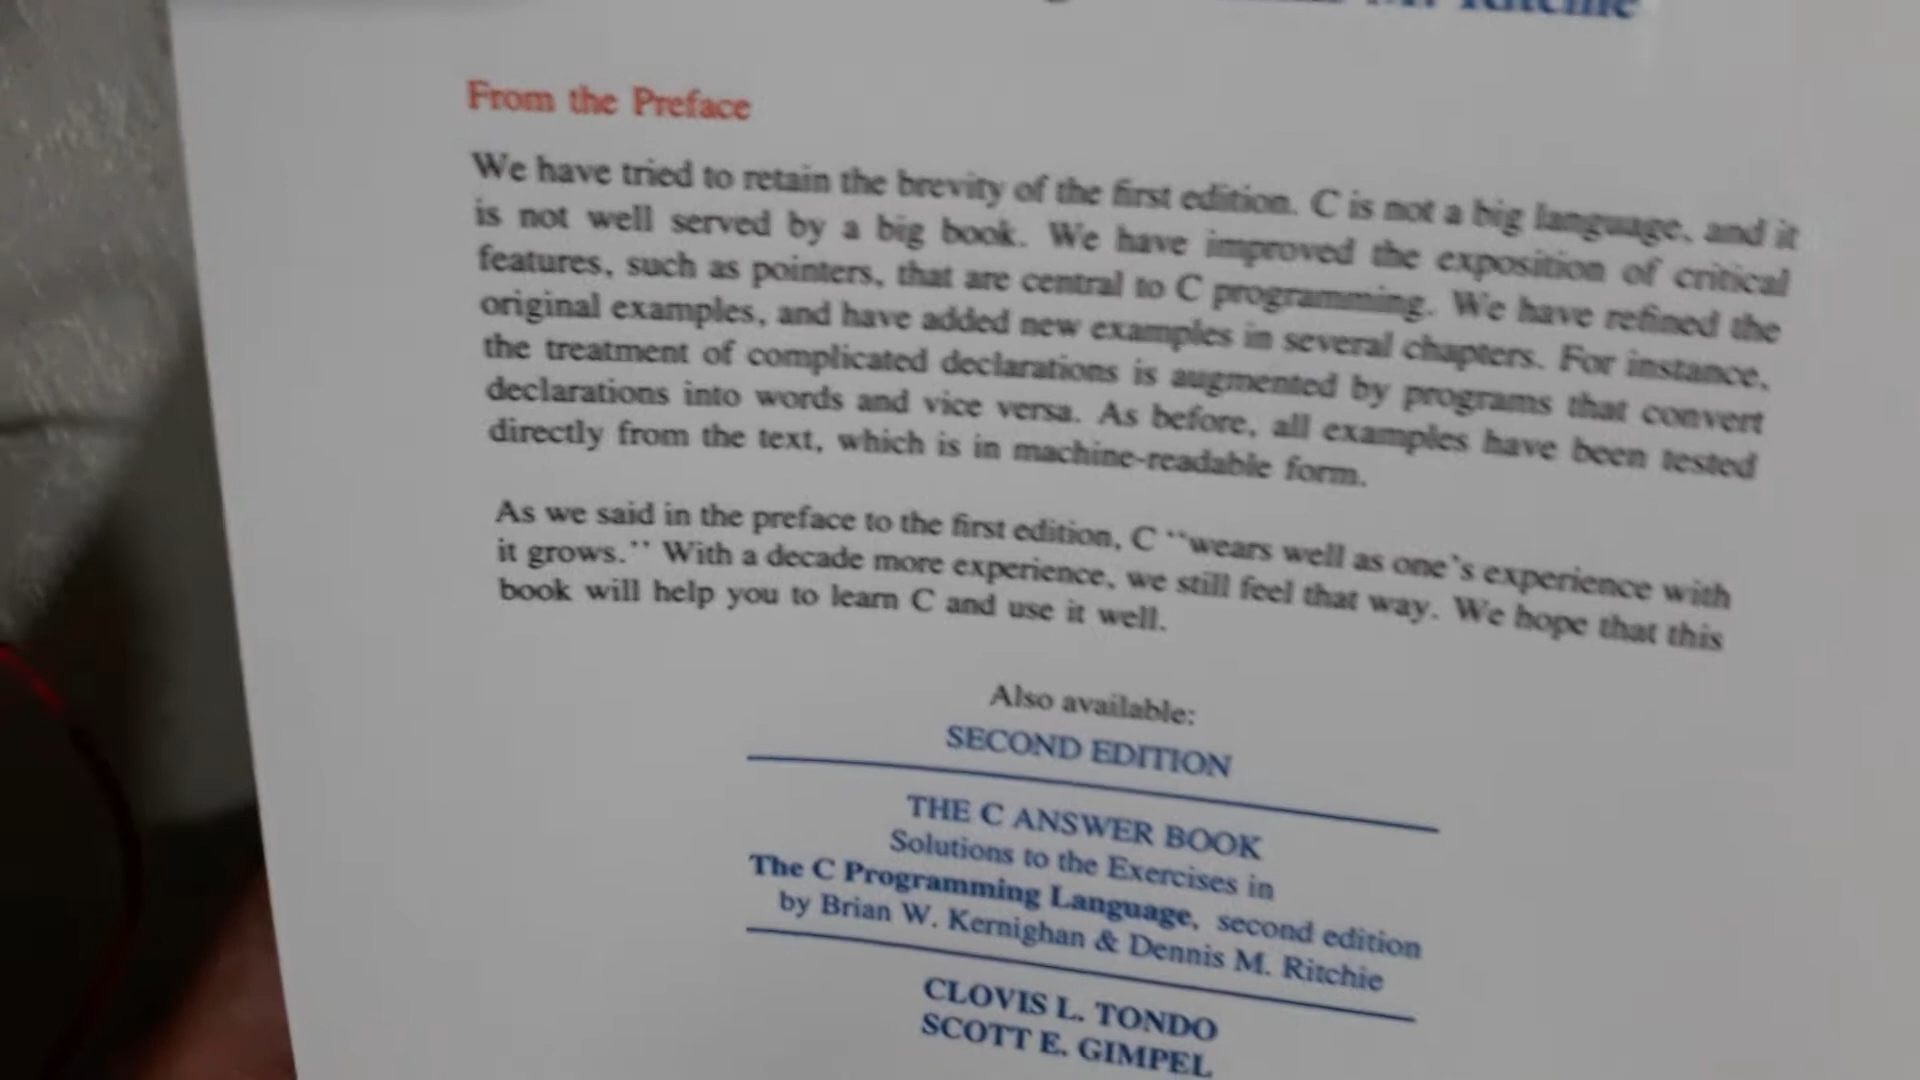 M. Ritchie
From the Preface
We have tried to retain the brevity of the first edition. C is not a big language, and it
is not well served by a big book. We have improved the exposition of critical
features, such as pointers, that are central to C programming. We have refined the
original examples, and have added new examples in several chapters. For instance,
the treatment of complicated declarations is augmented by programs that convert
declarations into words and vice versa. As before, all examples have been tested
directly from the text, which is in machine-readable form.
As we said in the preface to the first edition, C "wears well as one's experience with
it grows." With a decade more experience, we still feel that way. We hope that this
book will help you to learn C and use it well.
Also available:
SECOND EDITION
THE C ANSWER BOOK
Solutions to the Exercises in
The C Programming Language, second edition
by Brian W. Kernighan & Dennis M. Ritchie
CLOVIS L. TONDO
SCOTT E. GIMPEL